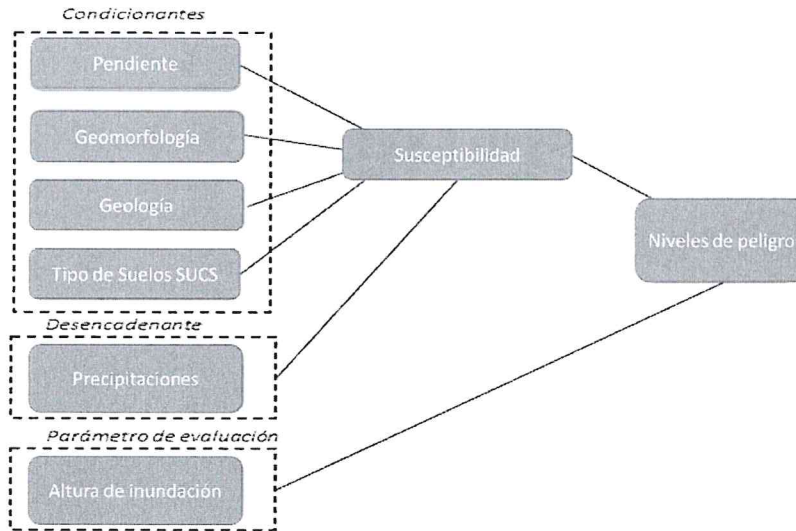 Condicionantes
Pendiente
Geomorfología
Geología
Tipo de Suelos SUCS
Susceptibilidad
Niveles de peligro
Desencadenante
Precipitaciones
Parámetro de evaluación
Altura de inundación